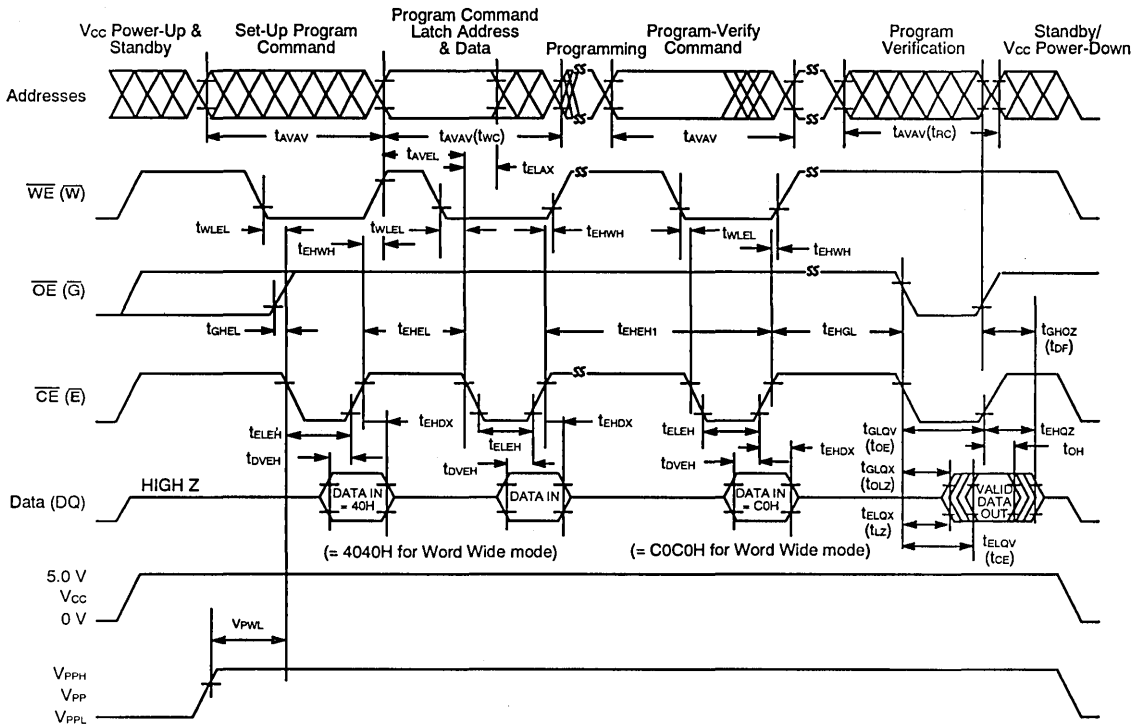 VCC Power-Up & Standby
Set-Up Program Command
Program Command Latch Address & Data
Programming
Program-Verify Command
Program Verification
Standby/ VCC Power-Down
Addresses
tAVAV
tAVAV(tWC)
tAVAV
tAVAV(tRC)
tAVEL
tELAX
WE (W)
tWLEL
tWLEL
tEHWH
tWLEL
tEHWH
tEHWH
OE (G)
tGHEL
tEHEL
tEHEH1
tEHGL
tGHQZ
(tDF)
CE (E)
tELEH
tEHDX
tELEH
tEHDX
tELEH
tEHDX
tGLQV
(tOE)
tEHQZ
tOH
tDVEH
tDVEH
tDVEH
tGLQX
(tOLZ)
Data (DQ)
HIGH Z
DATA IN
= 40H
DATA IN
DATA IN
= C0H
VALID
DATA
OUT
tELQX
(tLZ)
tELQV
(tCE)
(= 4040H for Word Wide mode)
(= C0C0H for Word Wide mode)
5.0 V
VCC
0 V
VPWL
VPPH
VPP
VPPL